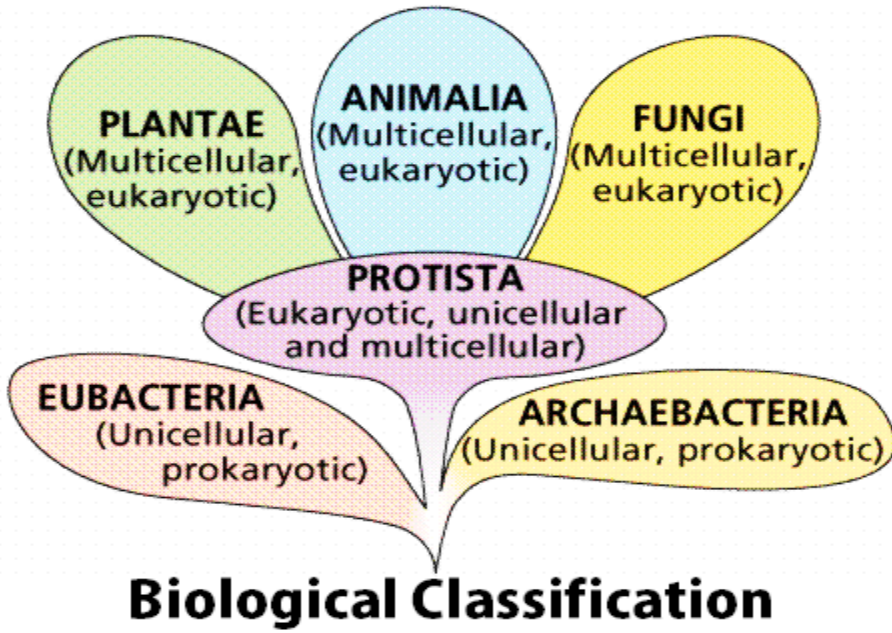 PLANTAE
(Multicellular,
eukaryotic)
ANIMALIA
(Multicellular,
eukaryotic)
FUNGI
(Multicellular,
eukaryotic)
PROTISTA
(Eukaryotic, unicellular
and multicellular)
EUBACTERIA
(Unicellular,
prokaryotic)
ARCHAEBACTERIA
(Unicellular, prokaryotic)
Biological Classification